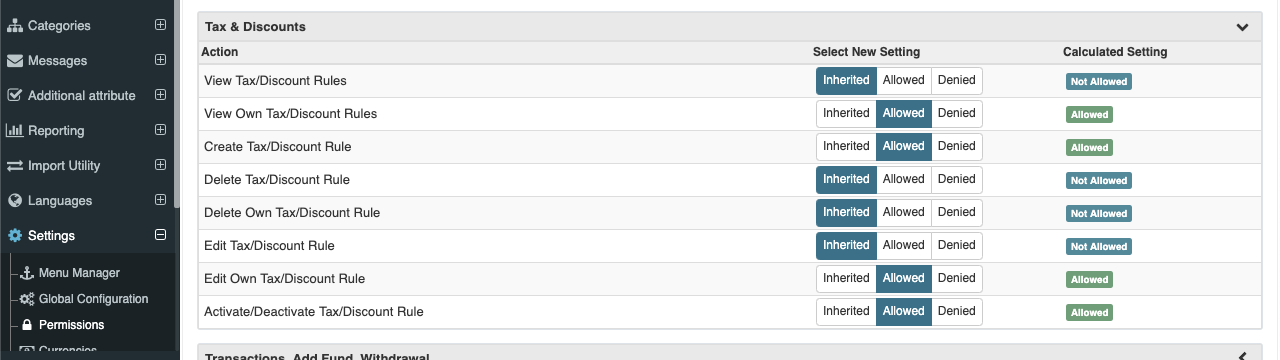 Categories
Messages
Additional attribute
Reporting
Import Utility
Languages
Settings
Menu Manager
Global Configuration
Permissions
Currencies
Tax & Discounts
Action Select New Setting Calculated Setting
View Tax/Discount Rules Inherited Allowed Denied Not Allowed
View Own Tax/Discount Rules Inherited Allowed Denied Allowed
Create Tax/Discount Rule Inherited Allowed Denied Allowed
Delete Tax/Discount Rule Inherited Allowed Denied Not Allowed
Delete Own Tax/Discount Rule Inherited Allowed Denied Not Allowed
Edit Tax/Discount Rule Inherited Allowed Denied Not Allowed
Edit Own Tax/Discount Rule Inherited Allowed Denied Allowed
Activate/Deactivate Tax/Discount Rule Inherited Allowed Denied Allowed
Transactions, Add Fund, Withdrawal